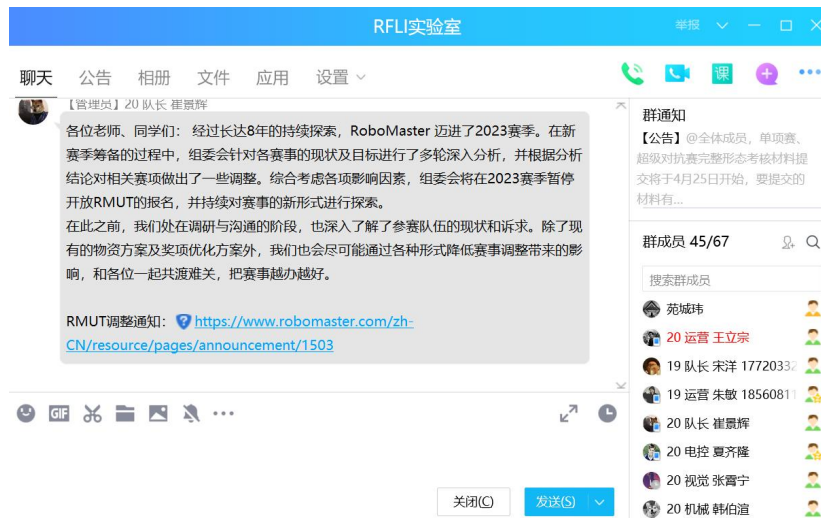 RFLI实验室
举报
聊天 公告 相册 文件 应用 设置
课
【管理员】20 队长 崔景辉
各位老师、同学们： 经过长达8年的持续探索，RoboMaster 迈进了2023赛季。在新
赛季筹备的过程中，组委会针对各赛事的现状及目标进行了多轮深入分析，并根据分析
结论对相关赛项做出了一些调整。综合考虑各项影响因素，组委会将在2023赛季暂停
开放RMUT的报名，并持续对赛事的新形式进行探索。
在此之前，我们处在调研与沟通的阶段，也深入了解了参赛队伍的现状和诉求。除了现
有的物资方案及奖项优化方案外，我们也会尽可能通过各种形式降低赛事调整带来的影
响，和各位一起共渡难关，把赛事越办越好。
RMUT调整通知： https://www.robomaster.com/zh-
CN/resource/pages/announcement/1503
GIF
关闭(C)
发送(S)
群通知
【公告】@全体成员，单项赛、
超级对抗赛完整形态考核材料提
交将于4月25日开始，要提交的
材料有...
群成员 45/67
搜索群成员
苑城玮
20 运营 王立宗
19 队长 宋洋 17720332
19 运营 朱敏 1856081
20 队长 崔景辉
20 电控 夏齐隆
20 视觉 张霄宁
20 机械 韩伯渲